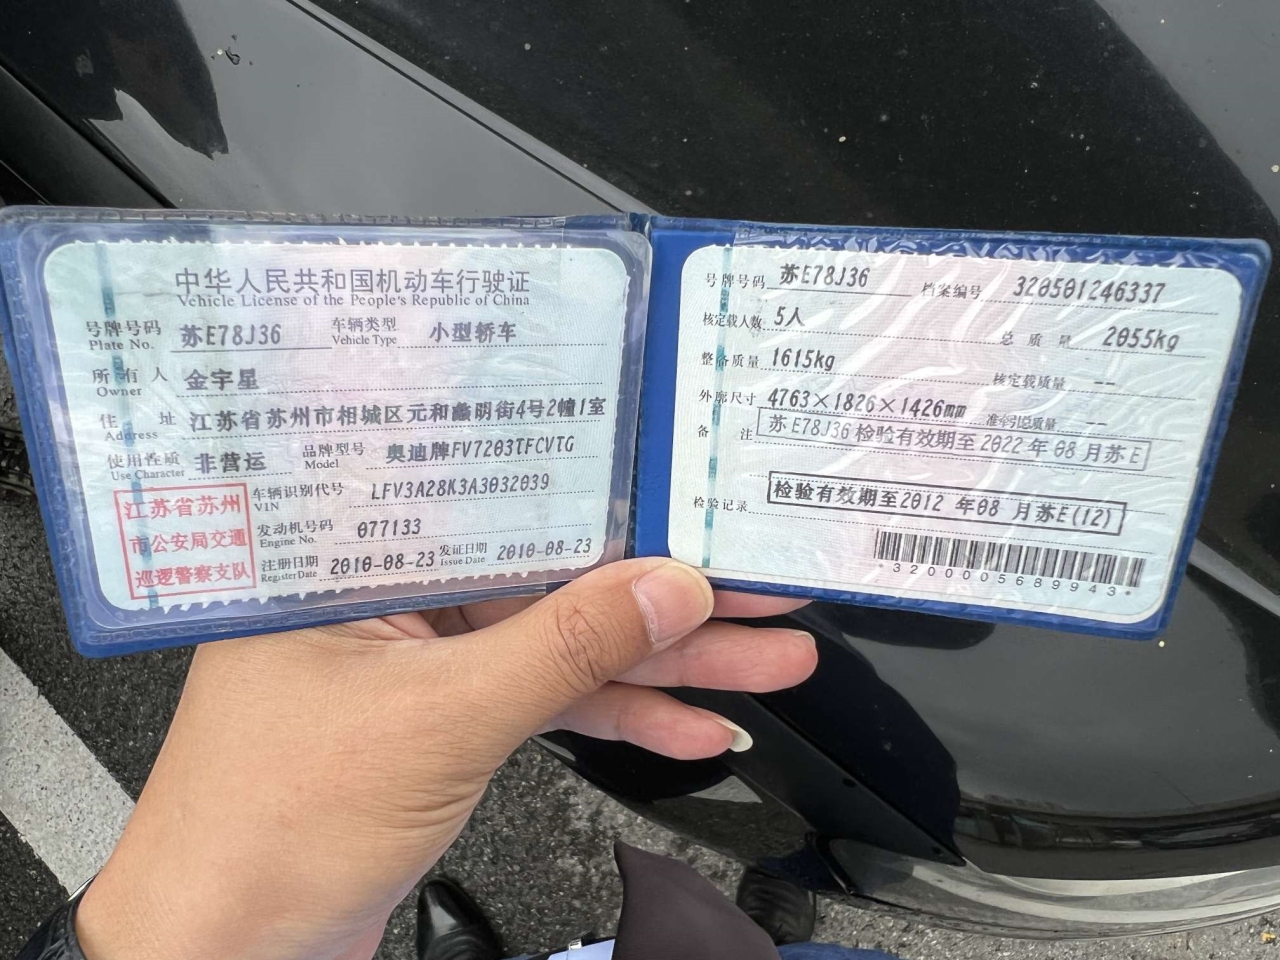 中华人民共和国机动车行驶证
Vehicle License of the People's Republic of China
号牌号码 苏E78J36 车辆类型 小型轿车
Plate No. Vehicle Type
所有人 金宇星
Owner
住址 江苏省苏州市相城区元和蠡明街4号2幢1室
Address
使用性质 非营运 品牌型号 奥迪牌FV7203TFCVTG
Use Character Model
江苏省苏州
市公安局交通
巡逻警察支队
车辆识别代号 LFV3A28K3A3032039
VIN
发动机号码 077133
Engine No.
注册日期 2010-08-23 发证日期 2010-08-23
Register Date Issue Date
号牌号码 苏E78J36 档案编号 320501246337
核定载人数 5人 总质量 2055kg
整备质量 1615kg 核定载质量 --
外廓尺寸 4763×1826×1426mm 准牵引总质量 --
备注 苏E78J36检验有效期至2022年08月苏E
检验记录 检验有效期至2012年08月苏E(12)
*3200005689943*